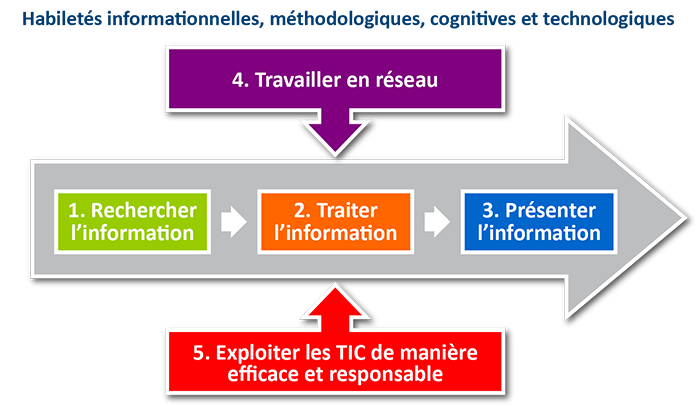 Habiletés informationnelles, méthodologiques, cognitives et technologiques
4. Travailler en réseau
1. Rechercher
l’information
2. Traiter
l’information
3. Présenter
l’information
5. Exploiter les TIC de manière
efficace et responsable